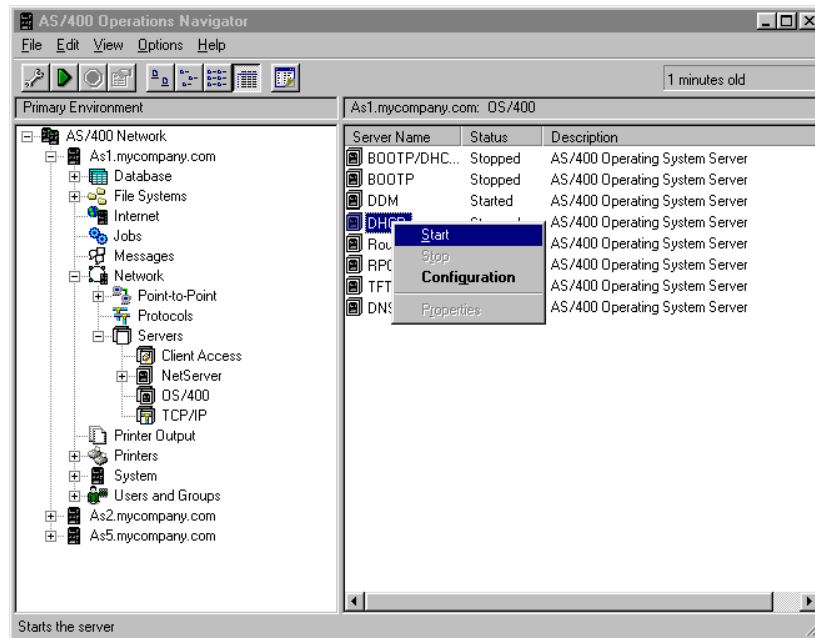 AS/400 Operations Navigator
File Edit View Options Help
1 minutes old
Primary Environment
As1.mycompany.com: OS/400
AS/400 Network
As1.mycompany.com
Database
File Systems
Internet
Jobs
Messages
Network
Point-to-Point
Protocols
Servers
Client Access
NetServer
OS/400
TCP/IP
Printer Output
Printers
System
Users and Groups
As2.mycompany.com
As5.mycompany.com
Server Name Status Description
BOOTP/DHC... Stopped AS/400 Operating System Server
BOOTP Stopped AS/400 Operating System Server
DDM Started AS/400 Operating System Server
DHCP AS/400 Operating System Server
Rou AS/400 Operating System Server
RPC AS/400 Operating System Server
TFT AS/400 Operating System Server
DNS AS/400 Operating System Server
Start
Stop
Configuration
Properties
Starts the server